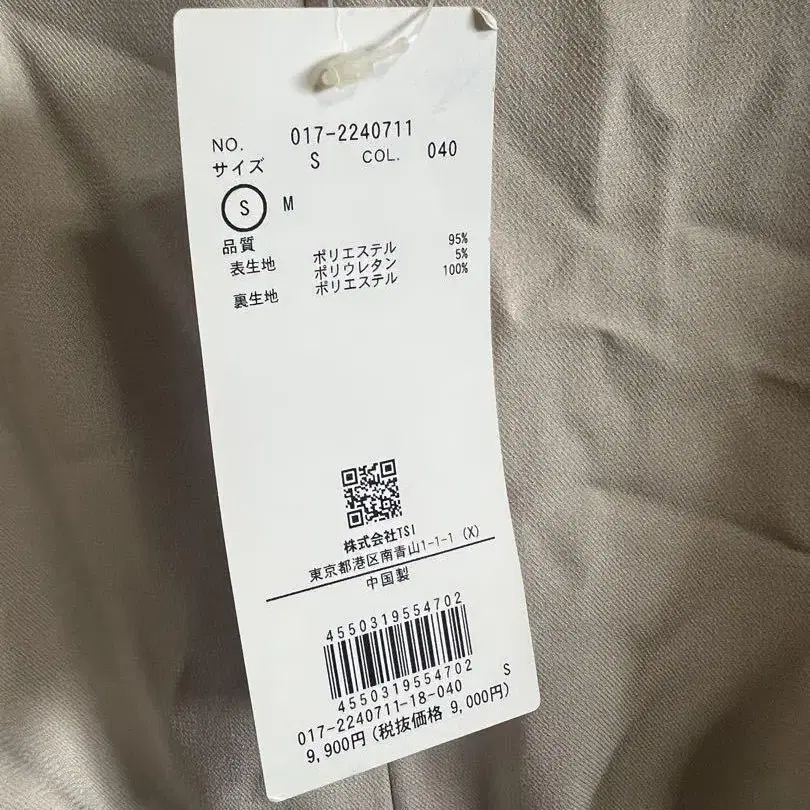 NO. 017-2240711
サイズ S COL. 040
S M
品質
表生地 ポリエステル 95%
ポリウレタン 5%
裏生地 ポリエステル 100%
株式会社TSI
東京都港区南青山1-1-1 (X)
中国製
4550319554702
4550319554702
017-2240711-18-040 S
9,900円(税抜価格 9,000円)